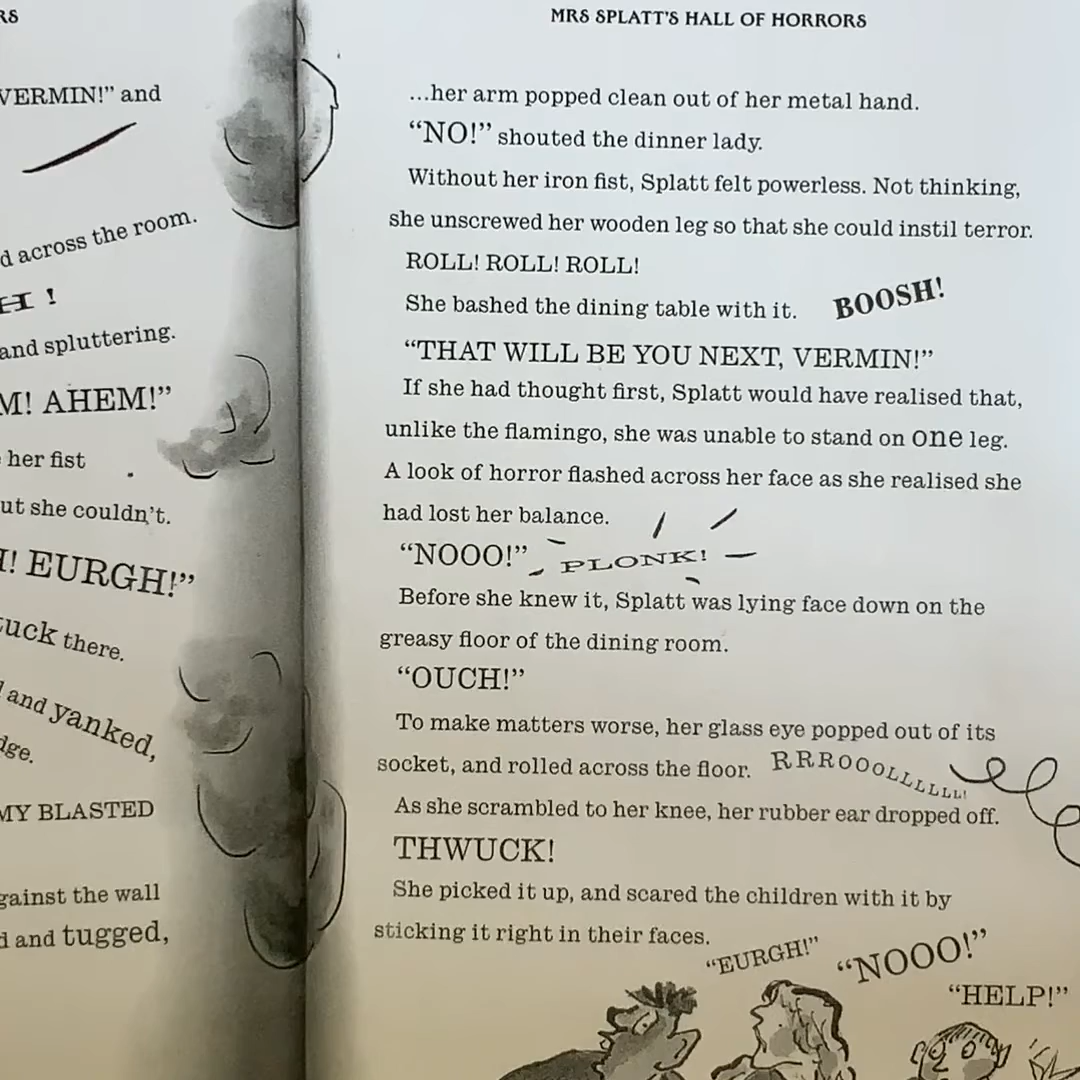 RS
VERMIN!” and
d across the room.
H !
and spluttering.
M! AHEM!”
her fist
ut she couldn’t.
H! EURGH!”
tuck there.
and yanked,
dge.
MY BLASTED
gainst the wall
d and tugged,
MRS SPLATT’S HALL OF HORRORS
...her arm popped clean out of her metal hand.
“NO!” shouted the dinner lady.
Without her iron fist, Splatt felt powerless. Not thinking,
she unscrewed her wooden leg so that she could instil terror.
ROLL! ROLL! ROLL!
She bashed the dining table with it. BOOSH!
“THAT WILL BE YOU NEXT, VERMIN!”
If she had thought first, Splatt would have realised that,
unlike the flamingo, she was unable to stand on one leg.
A look of horror flashed across her face as she realised she
had lost her balance.
“NOOO!” PLONK!
Before she knew it, Splatt was lying face down on the
greasy floor of the dining room.
“OUCH!”
To make matters worse, her glass eye popped out of its
socket, and rolled across the floor. RRROOOLLLLLL!
As she scrambled to her knee, her rubber ear dropped off.
THWUCK!
She picked it up, and scared the children with it by
sticking it right in their faces.
“EURGH!” “NOOO!”
“HELP!”